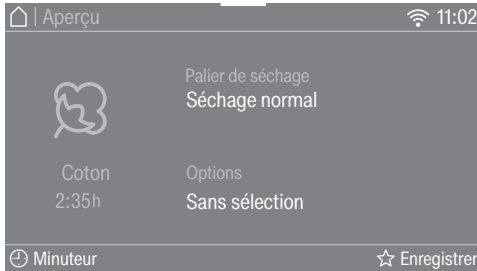 Aperçu 11:02
Palier de séchage
Séchage normal
Coton
2:35h
Options
Sans sélection
Minuteur Enregistrer